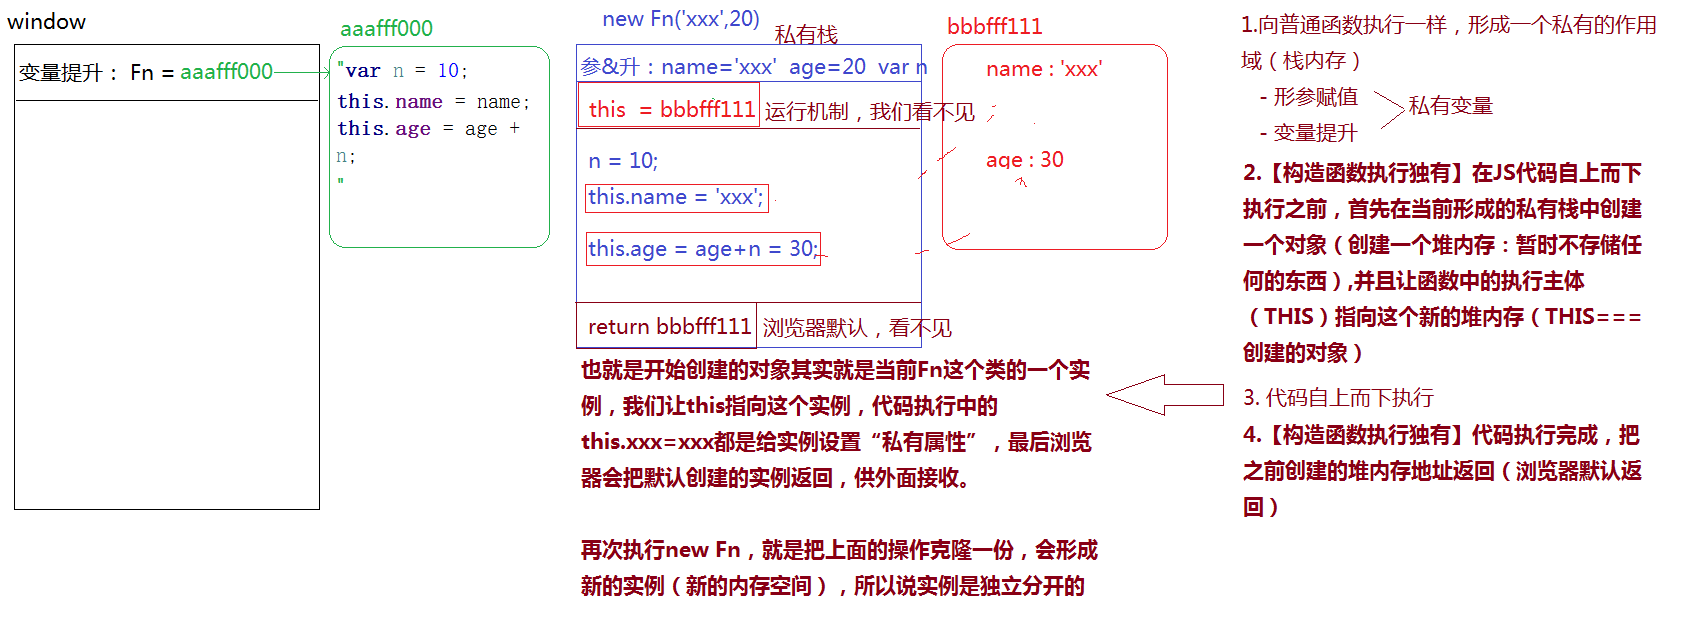 window
变量提升： Fn = aaafff000
aaafff000
"var n = 10;
this.name = name;
this.age = age +
n;
"
new Fn('xxx',20)
私有栈
参&升：name='xxx' age=20 var n
this = bbbfff111 运行机制，我们看不见
n = 10;
this.name = 'xxx';
this.age = age+n = 30;
return bbbfff111 浏览器默认，看不见
bbbfff111
name : 'xxx'
age : 30
也就是开始创建的对象其实就是当前Fn这个类的一个实
例，我们让this指向这个实例，代码执行中的
this.xxx=xxx都是给实例设置“私有属性”，最后浏览
器会把默认创建的实例返回，供外面接收。
再次执行new Fn，就是把上面的操作克隆一份，会形成
新的实例（新的内存空间），所以说实例是独立分开的
1.向普通函数执行一样，形成一个私有的作用
域（栈内存）
- 形参赋值
- 变量提升
私有变量
2.【构造函数执行独有】在JS代码自上而下
执行之前，首先在当前形成的私有栈中创建
一个对象（创建一个堆内存：暂时不存储任
何的东西）,并且让函数中的执行主体
（THIS）指向这个新的堆内存（THIS===
创建的对象）
3. 代码自上而下执行
4.【构造函数执行独有】代码执行完成，把
之前创建的堆内存地址返回（浏览器默认返
回）